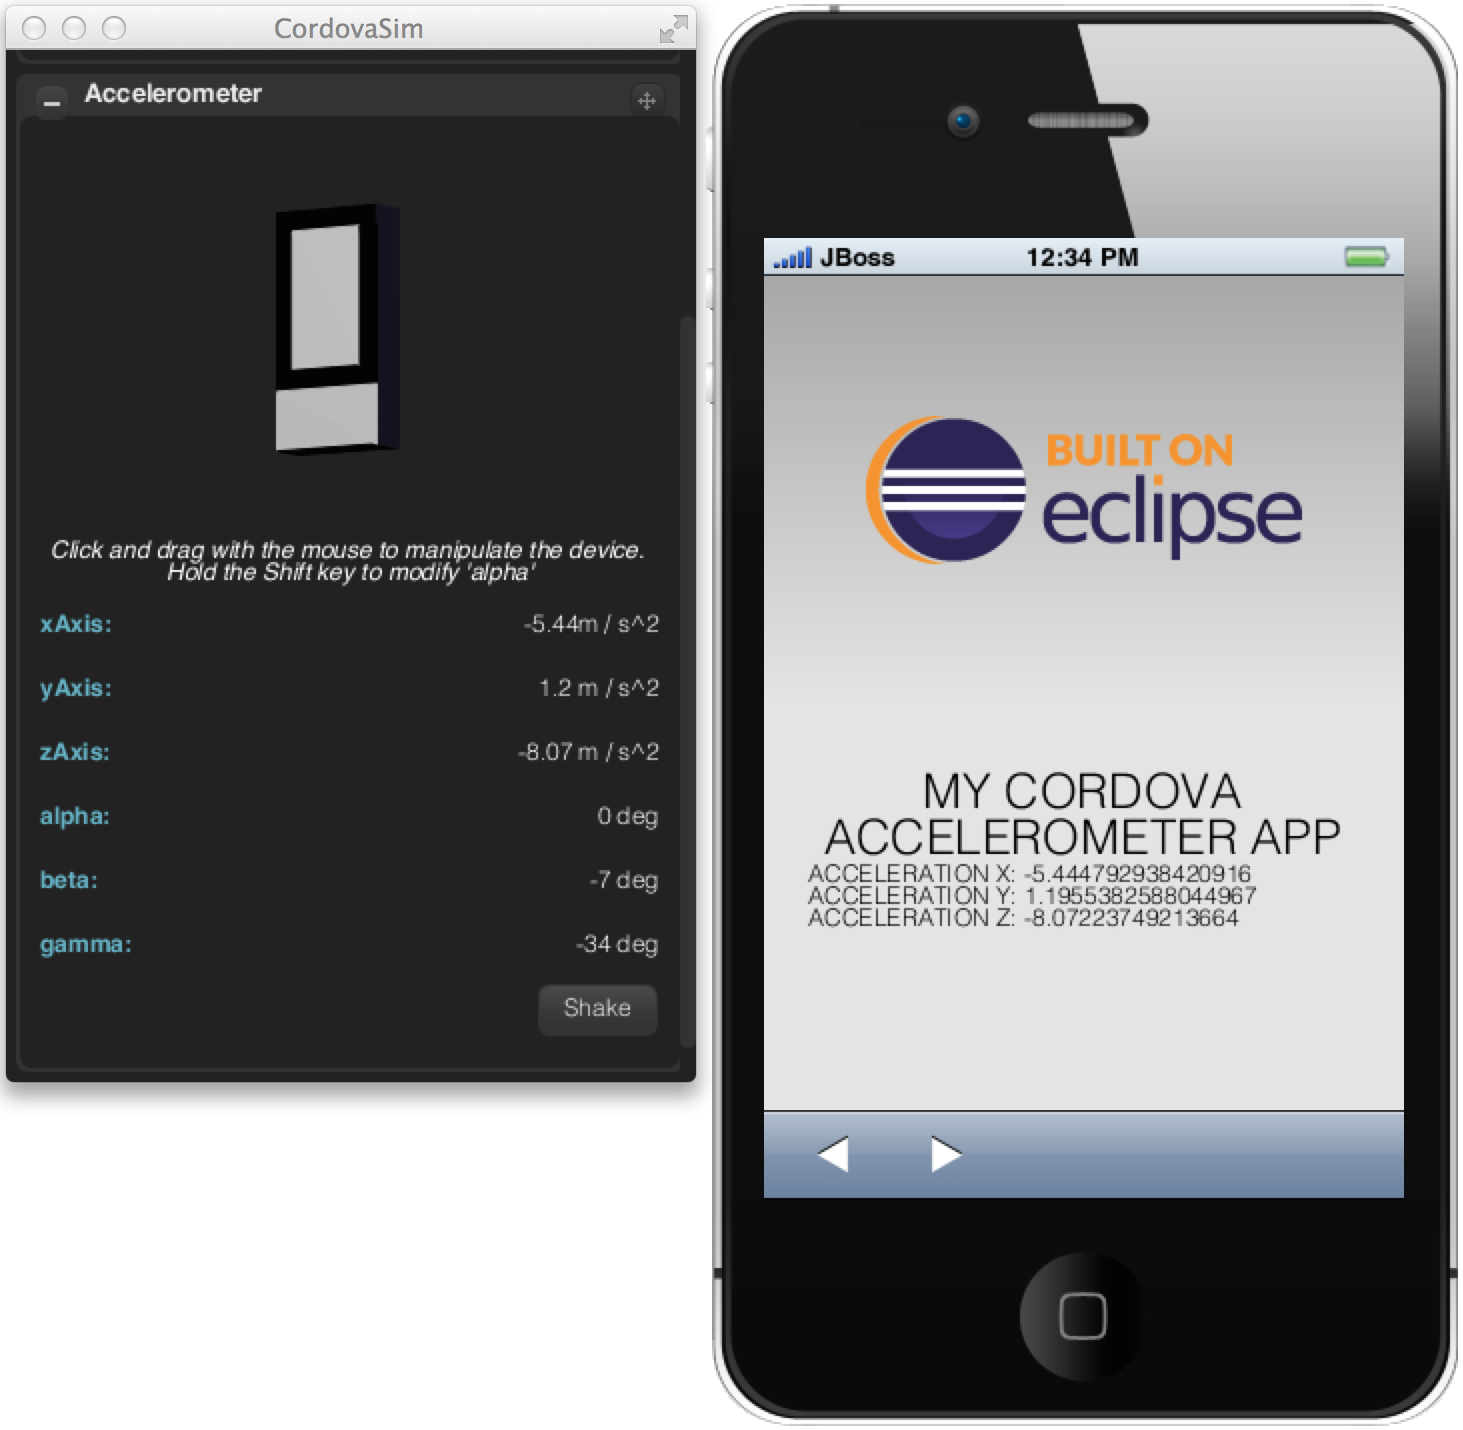 CordovaSim
Accelerometer
Click and drag with the mouse to manipulate the device.
Hold the Shift key to modify 'alpha'
xAxis: -5.44m / s^2
yAxis: 1.2 m / s^2
zAxis: -8.07 m / s^2
alpha: 0 deg
beta: -7 deg
gamma: -34 deg
Shake
JBoss 12:34 PM
BUILT ON
eclipse
MY CORDOVA
ACCELEROMETER APP
ACCELERATION X: -5.444792938420916
ACCELERATION Y: 1.1955382588044967
ACCELERATION Z: -8.07223749213664